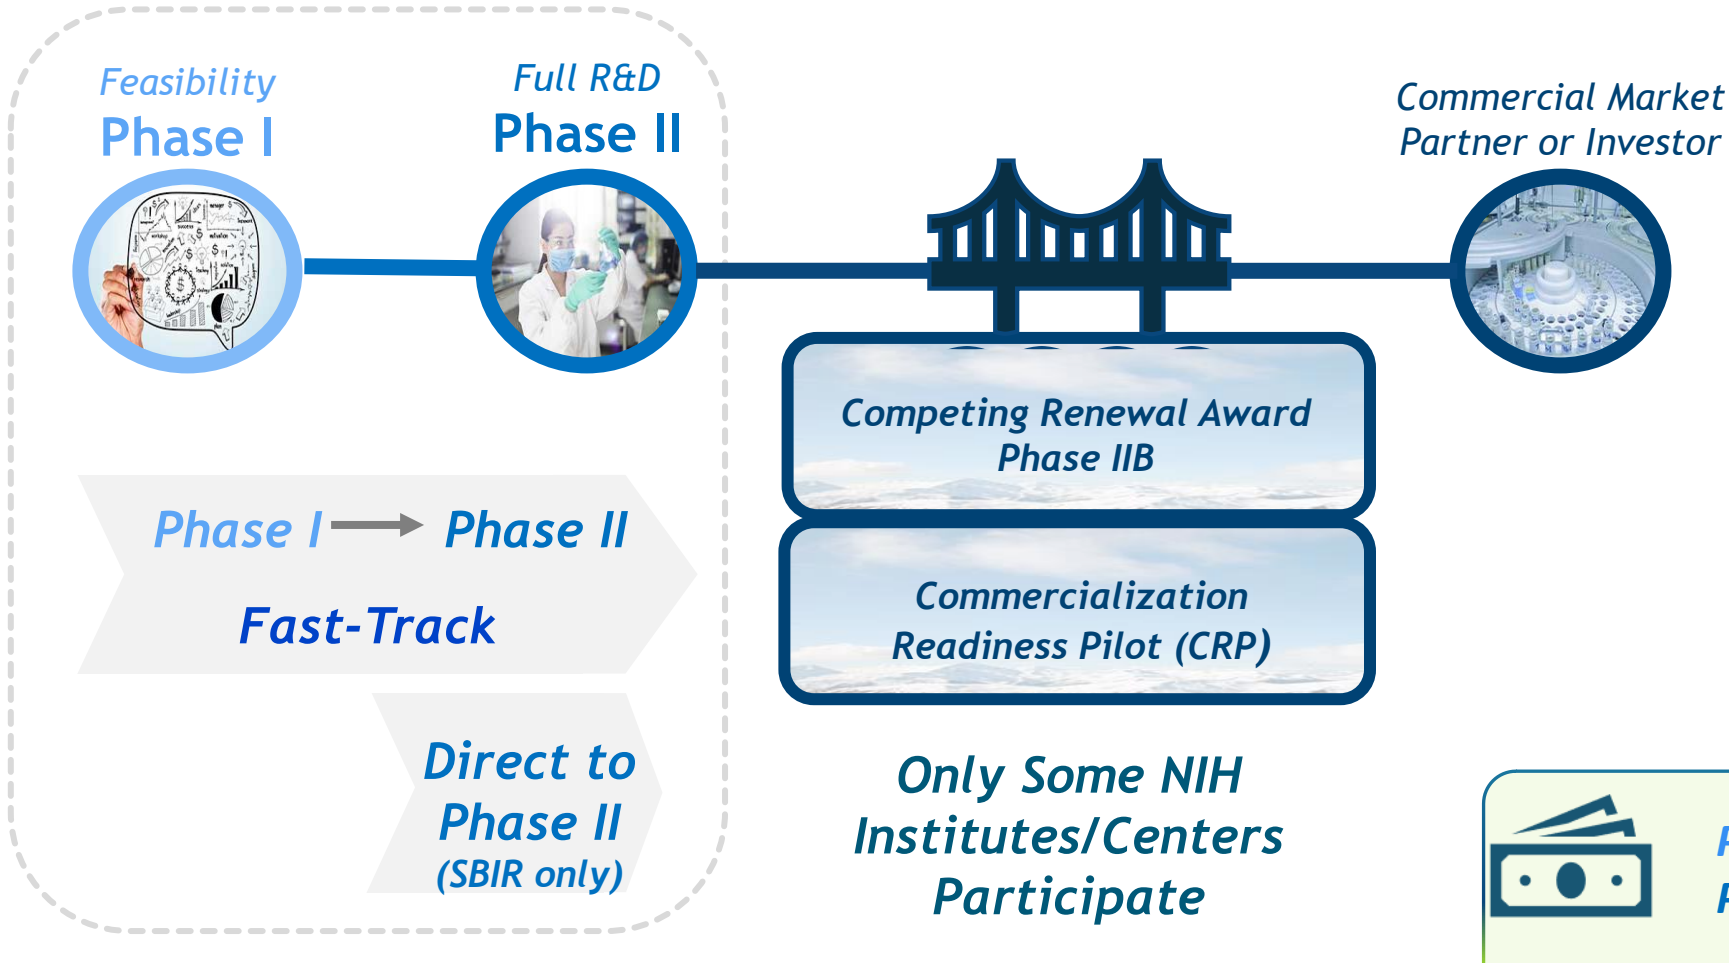 Feasibility
Phase I
Full R&D
Phase II
Commercial Market
Partner or Investor
Competing Renewal Award
Phase IIB
Commercialization
Readiness Pilot (CRP)
Phase I → Phase II
Fast-Track
Direct to
Phase II
(SBIR only)
Only Some NIH
Institutes/Centers
Participate